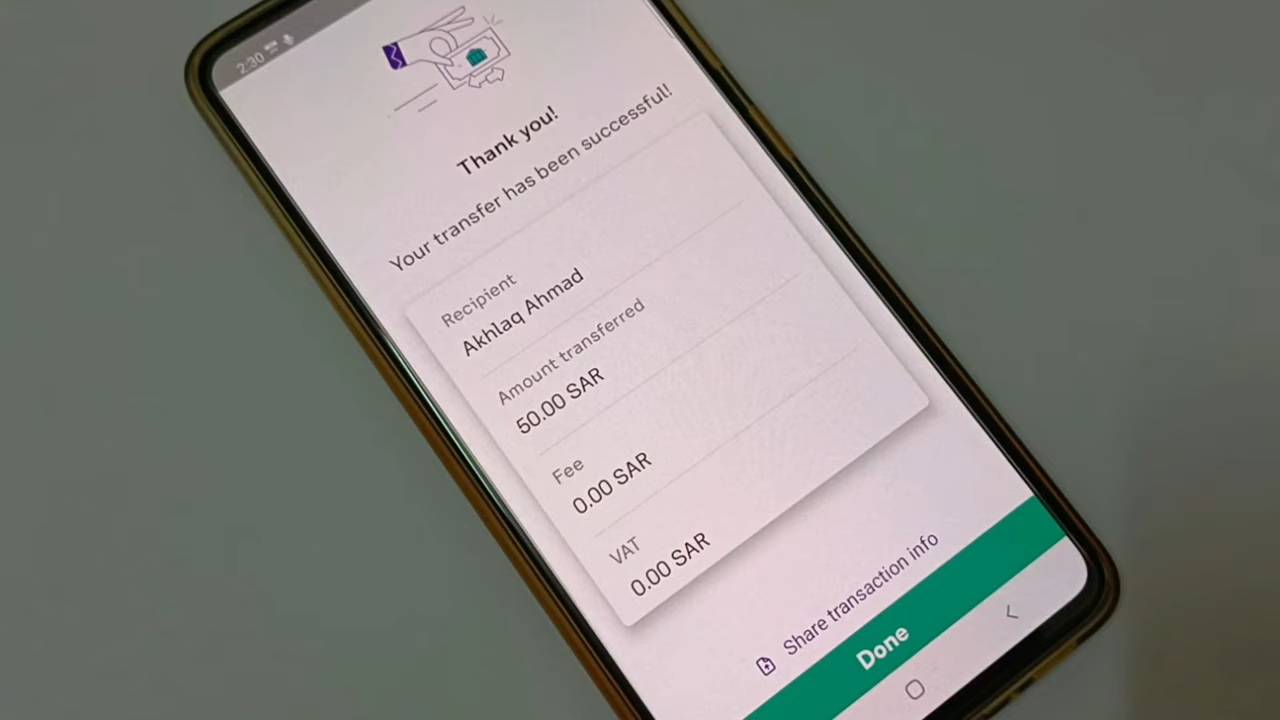 2:30
Thank you!
Your transfer has been successful!
Recipient
Akhlaq Ahmad
Amount transferred
50.00 SAR
Fee
0.00 SAR
VAT
0.00 SAR
Share transaction info
Done